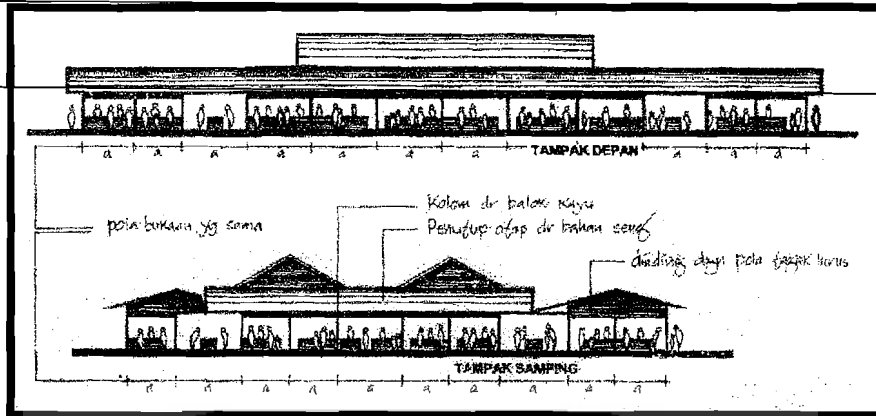 a a a a a a a TAMPAK DEPAN a a a
pola bukaan yg sama
Kolom dr balok kayu
Penutup atap dr bahan seng
dinding dgn pola tegak lurus
TAMPAK SAMPING
a a a a a a a a a a